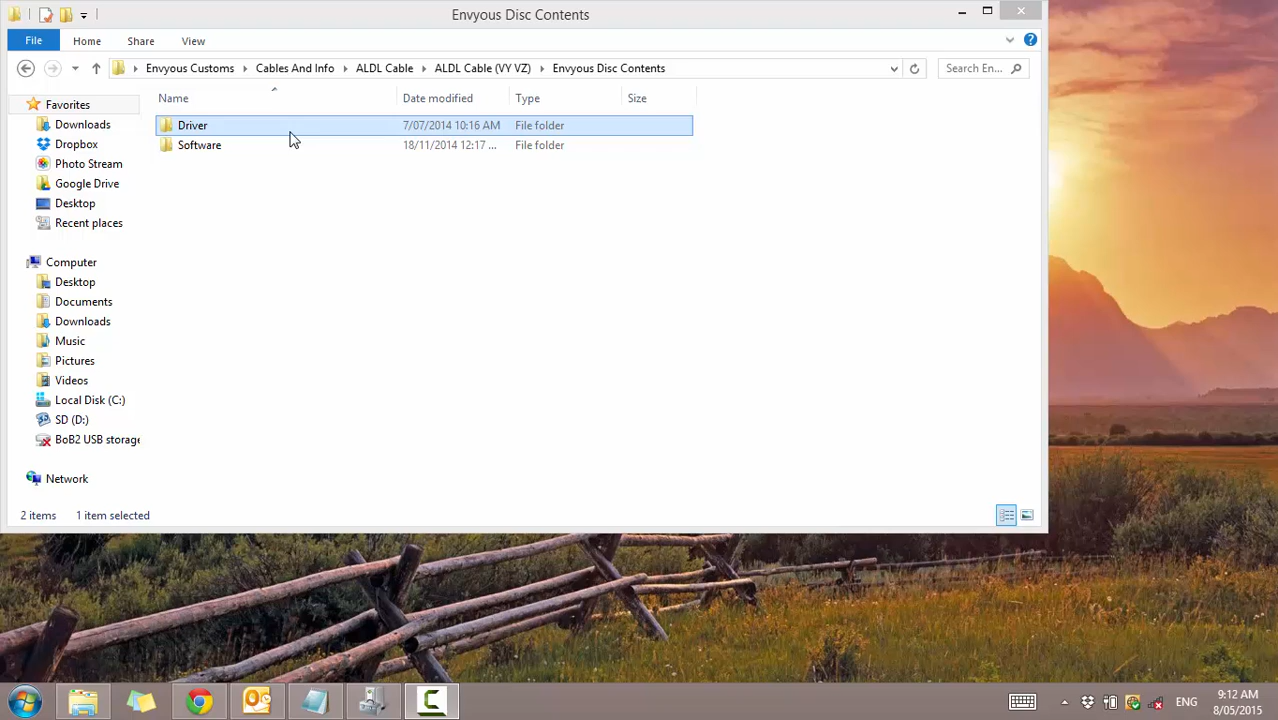 Envyous Disc Contents
File Home Share View
Envyous Customs Cables And Info ALDL Cable ALDL Cable (VY VZ) Envyous Disc Contents Search En...
Name Date modified Type Size
Favorites
Downloads
Dropbox
Photo Stream
Google Drive
Desktop
Recent places
Computer
Desktop
Documents
Downloads
Music
Pictures
Videos
Local Disk (C:)
SD (D:)
BoB2 USB storage
Network
Driver 7/07/2014 10:16 AM File folder
Software 18/11/2014 12:17 ... File folder
2 items 1 item selected
ENG
9:12 AM
8/05/2015